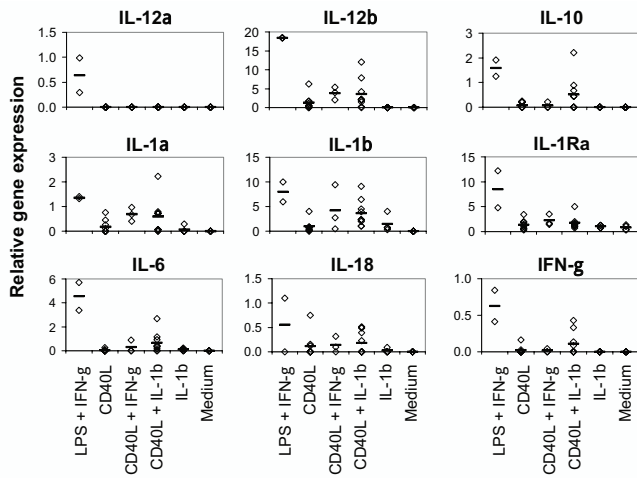 IL-12a IL-12b IL-10
1.5 20 3
1.0 15 2
0.5 10 1
0.0 5 0
0
IL-1a IL-1b IL-1Ra
3 15 15
2 10 10
1 5 5
0 0 0
IL-6 IL-18 IFN-g
6 1.5 1.0
4 1.0 0.5
2 0.5 0.0
0 0.0
Relative gene expression
LPS + IFN-g
CD40L
CD40L + IFN-g
CD40L + IL-1b
IL-1b
Medium
LPS + IFN-g
CD40L
CD40L + IFN-g
CD40L + IL-1b
IL-1b
Medium
LPS + IFN-g
CD40L
CD40L + IFN-g
CD40L + IL-1b
IL-1b
Medium